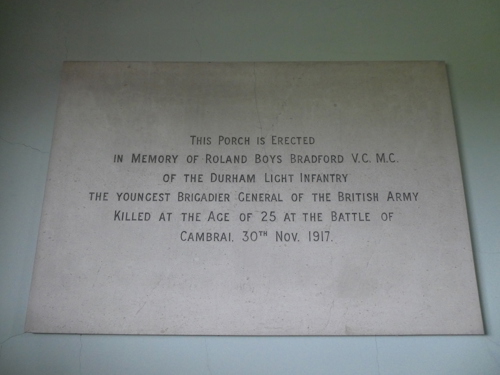 This Porch is Erected
in Memory of Roland Boys Bradford V.C. M.C.
of the Durham Light Infantry
the youngest Brigadier General of the British Army
Killed at the Age of 25 at the Battle of
Cambrai. 30th Nov. 1917.